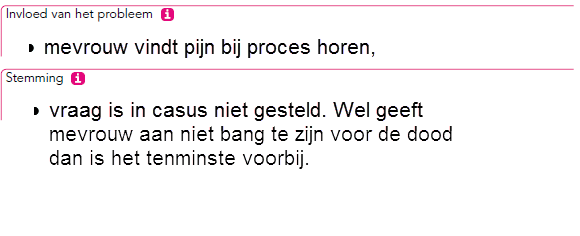 Invloed van het probleem i
mevrouw vindt pijn bij proces horen,
Stemming i
vraag is in casus niet gesteld. Wel geeft
mevrouw aan niet bang te zijn voor de dood
dan is het tenminste voorbij.